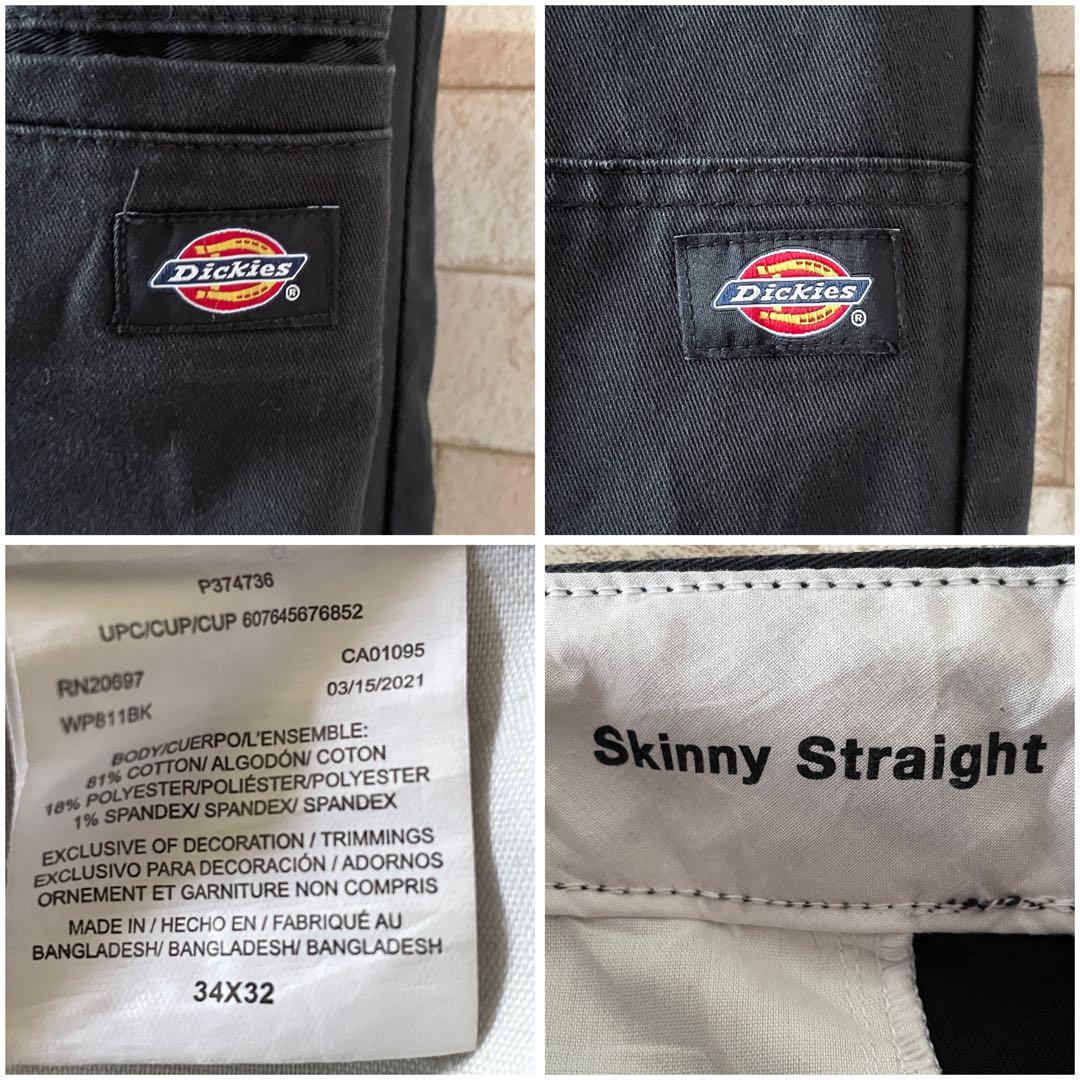 Dickies
®
Dickies
®
P374736
UPC/CUP/CUP 607645676852
RN20697 CA01095
WP811BK 03/15/2021
BODY/CUERPO/L'ENSEMBLE:
81% COTTON/ ALGODÓN/ COTON
18% POLYESTER/POLIÉSTER/POLYESTER
1% SPANDEX/ SPANDEX/ SPANDEX
EXCLUSIVE OF DECORATION / TRIMMINGS
EXCLUSIVO PARA DECORACIÓN / ADORNOS
ORNEMENT ET GARNITURE NON COMPRIS
MADE IN / HECHO EN / FABRIQUÉ AU
BANGLADESH/ BANGLADESH/ BANGLADESH
34X32
Skinny Straight